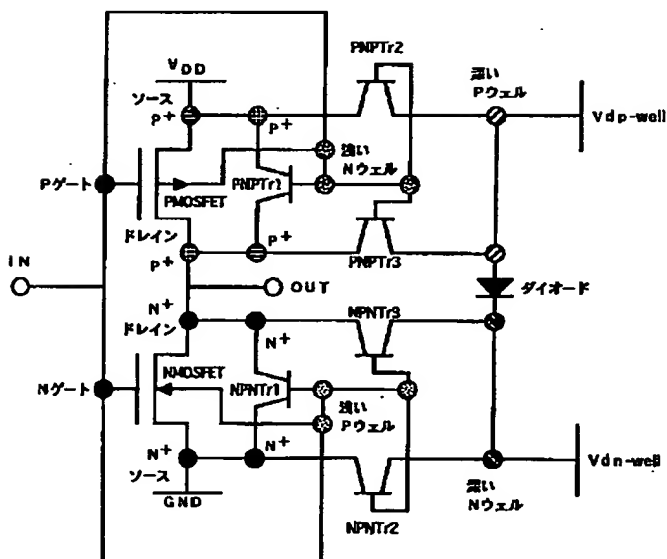 VDD
ソース
P+
P+
PNPTr2
深い
Pウェル
Vdp-well
浅い
Nウェル
Pゲート
PMOSFET
PNPTr1
ドレイン
P+
P+
PNPTr3
IN
OUT
ダイオード
N+
ドレイン
N+
NPNTr3
Nゲート
NMOSFET
NPNTr1
浅い
Pウェル
N+
N+
ソース
GND
NPNTr2
深い
Nウェル
Vdn-well